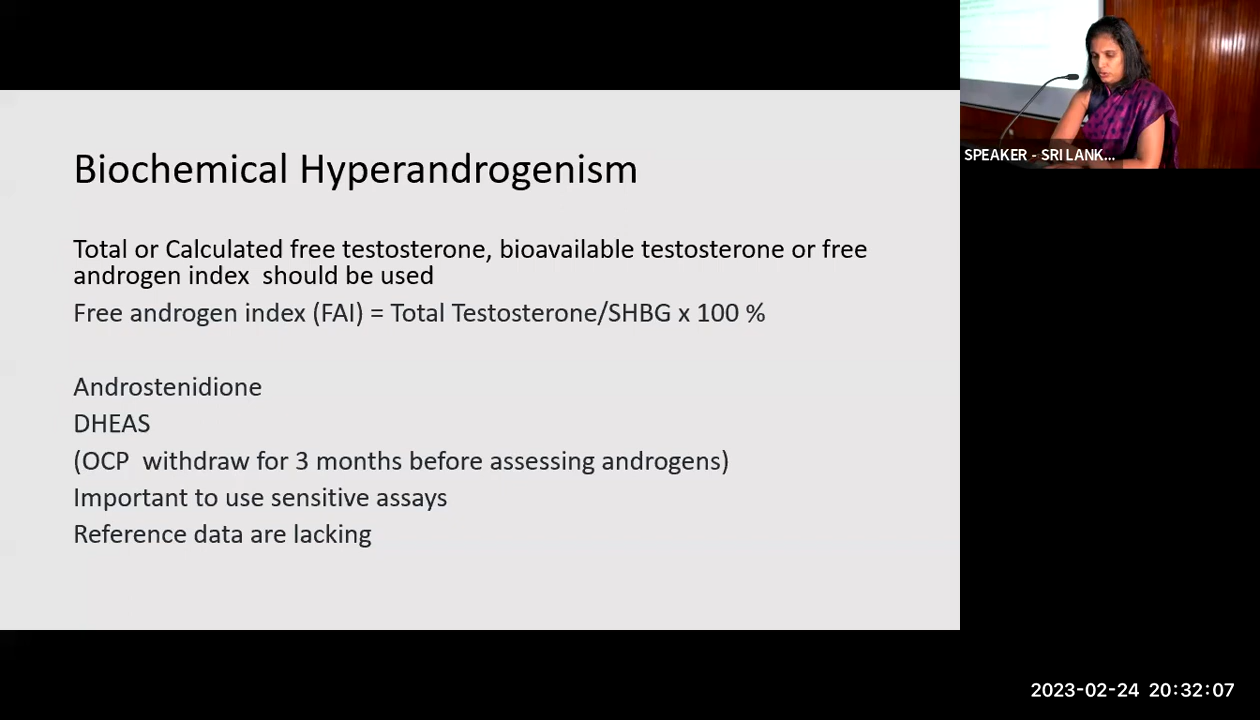 Biochemical Hyperandrogenism
Total or Calculated free testosterone, bioavailable testosterone or free
androgen index  should be used
Free androgen index (FAI) = Total Testosterone/SHBG x 100 %
Androstenidione
DHEAS
(OCP  withdraw for 3 months before assessing androgens)
Important to use sensitive assays
Reference data are lacking
SPEAKER - SRI LANK...
2023-02-24 20:32:07